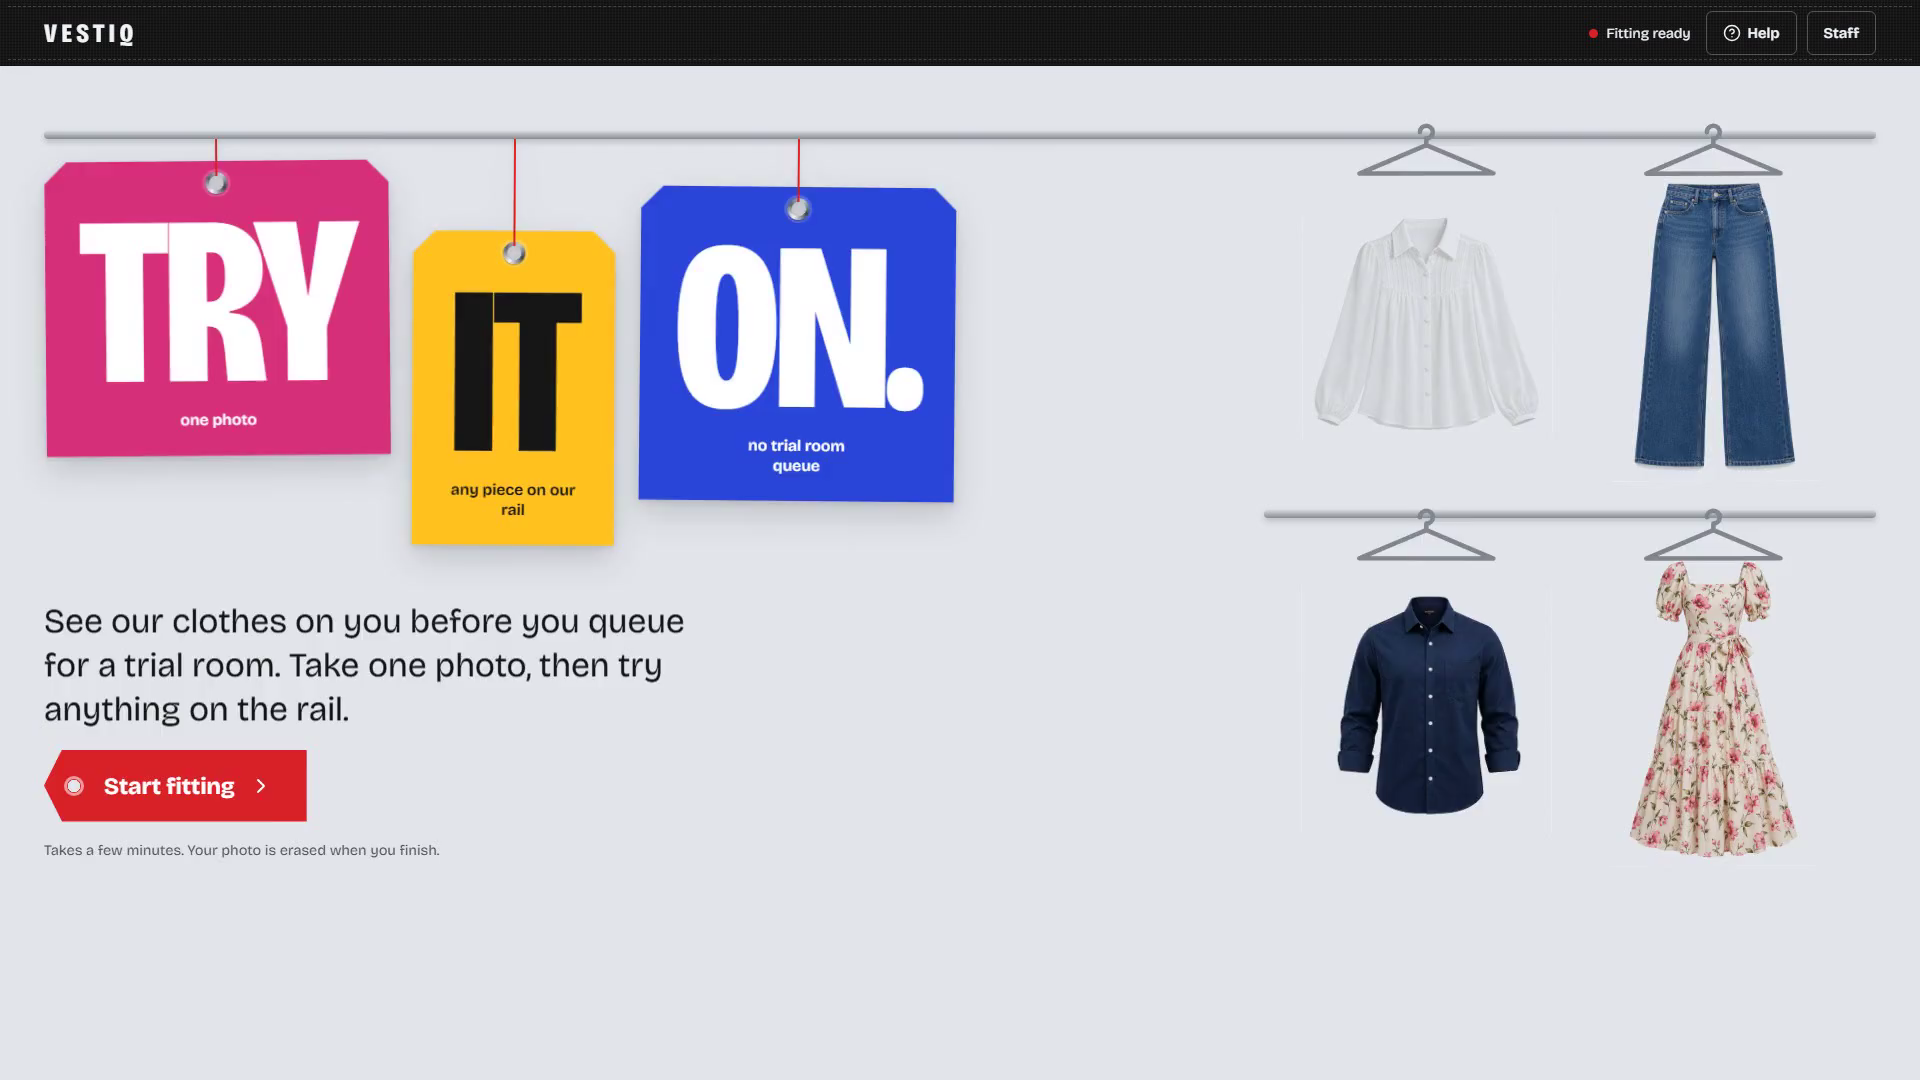 VESTIQ
Fitting ready
Help
Staff
TRY
one photo
IT
any piece on our
rail
ON.
no trial room
queue
See our clothes on you before you queue
for a trial room. Take one photo, then try
anything on the rail.
Start fitting
Takes a few minutes. Your photo is erased when you finish.